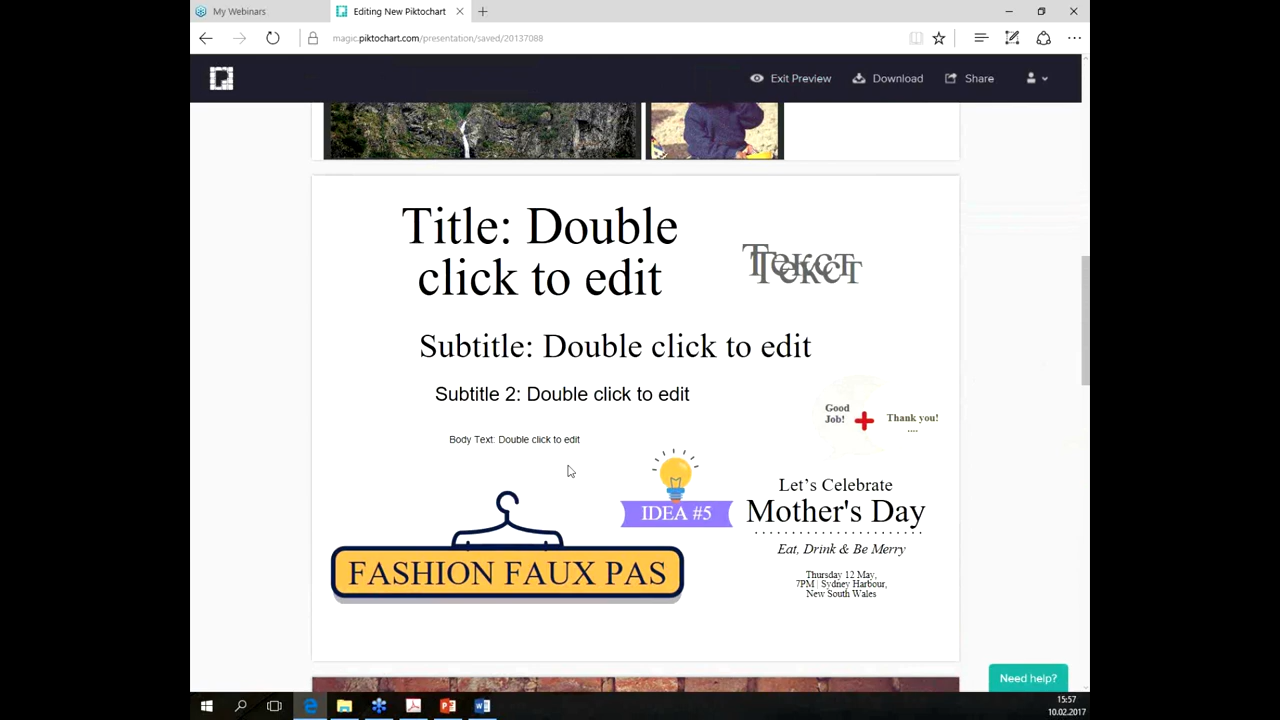 My Webinars
Editing New Piktochart
magic.piktochart.com/presentation/saved/20137088
Exit Preview
Download
Share
Title: Double
click to edit
Текст
Текст
Subtitle: Double click to edit
Subtitle 2: Double click to edit
Good
Job!
Thank you!
....
Body Text: Double click to edit
IDEA #5
Let's Celebrate
Mother's Day
Eat, Drink & Be Merry
Thursday 12 May,
7PM | Sydney Harbour,
New South Wales
FASHION FAUX PAS
Need help?
15:57
10.02.2017